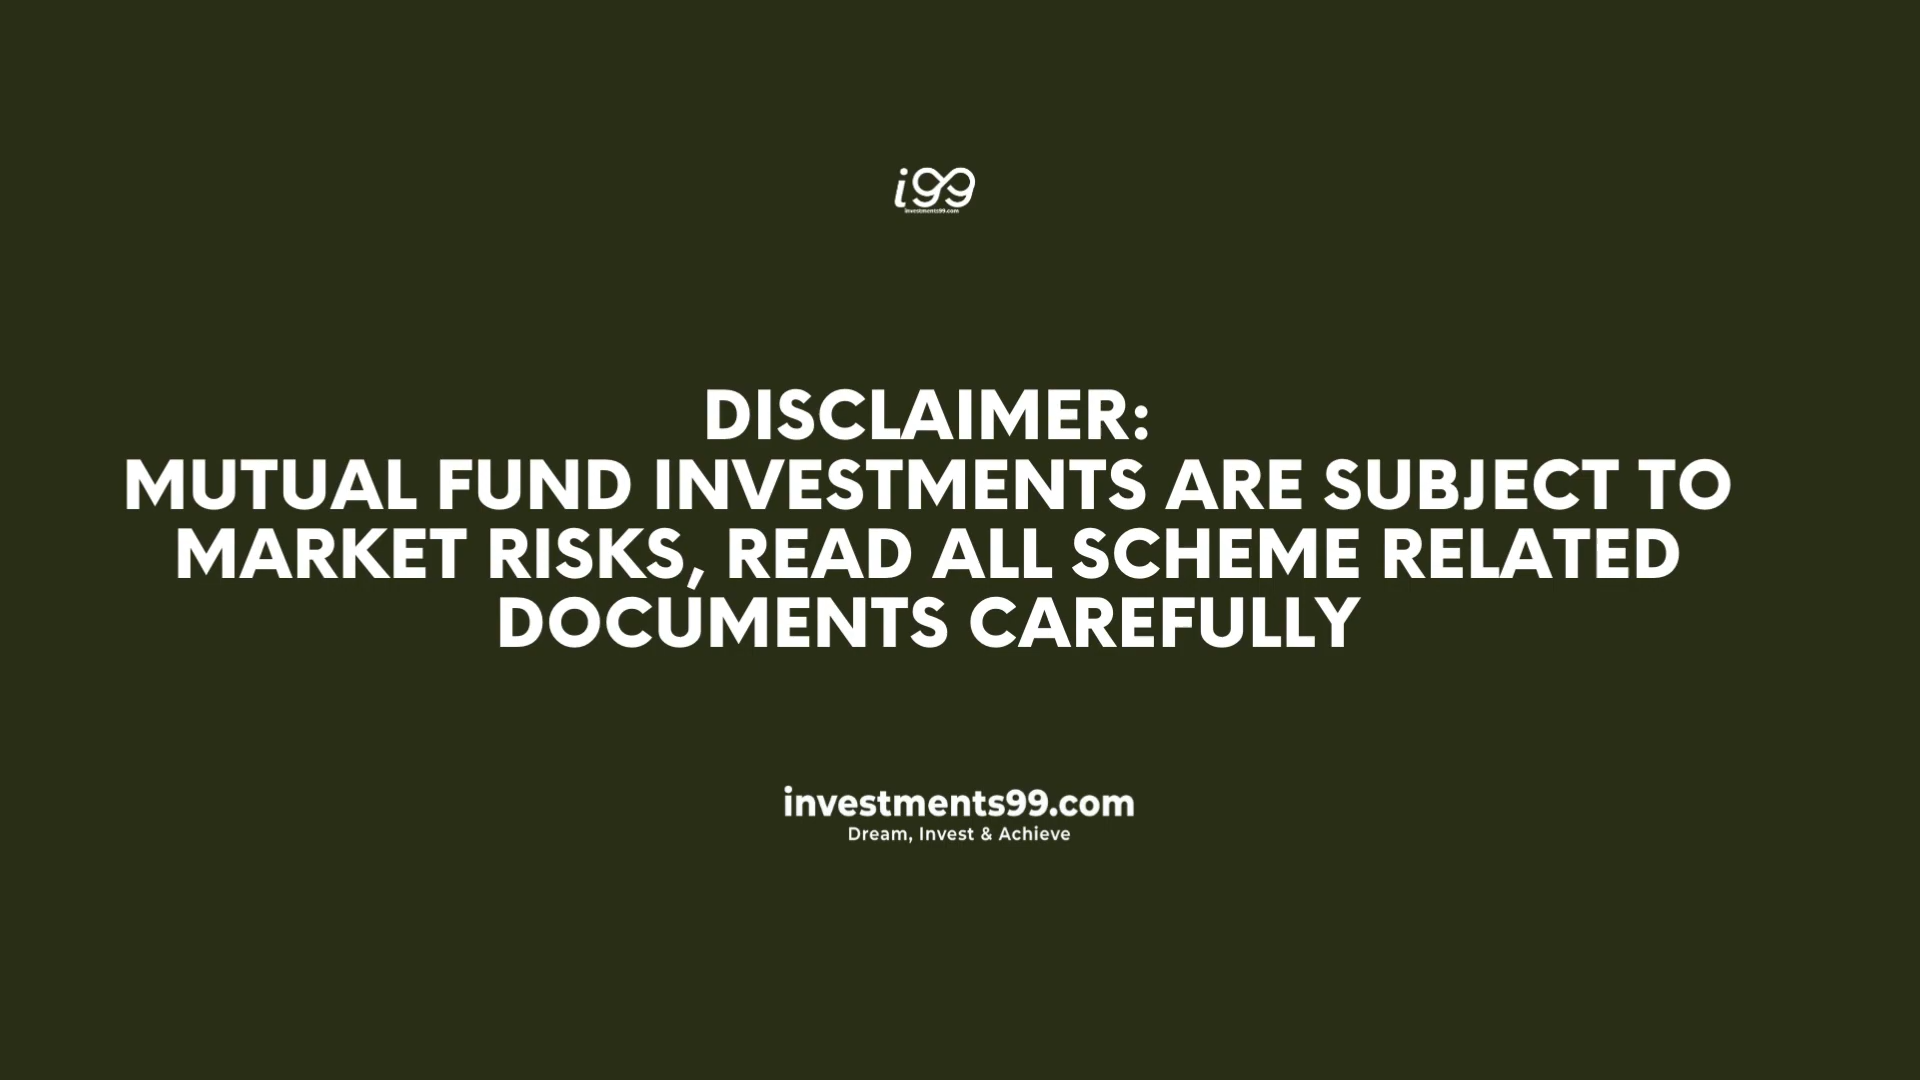 i99
investments99.com
DISCLAIMER:
MUTUAL FUND INVESTMENTS ARE SUBJECT TO
MARKET RISKS, READ ALL SCHEME RELATED
DOCUMENTS CAREFULLY
investments99.com
Dream, Invest & Achieve